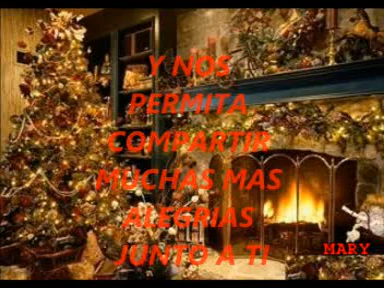 Y NOS
PERMITA
COMPARTIR
MUCHAS MAS
ALEGRIAS
JUNTO A TI
MARY